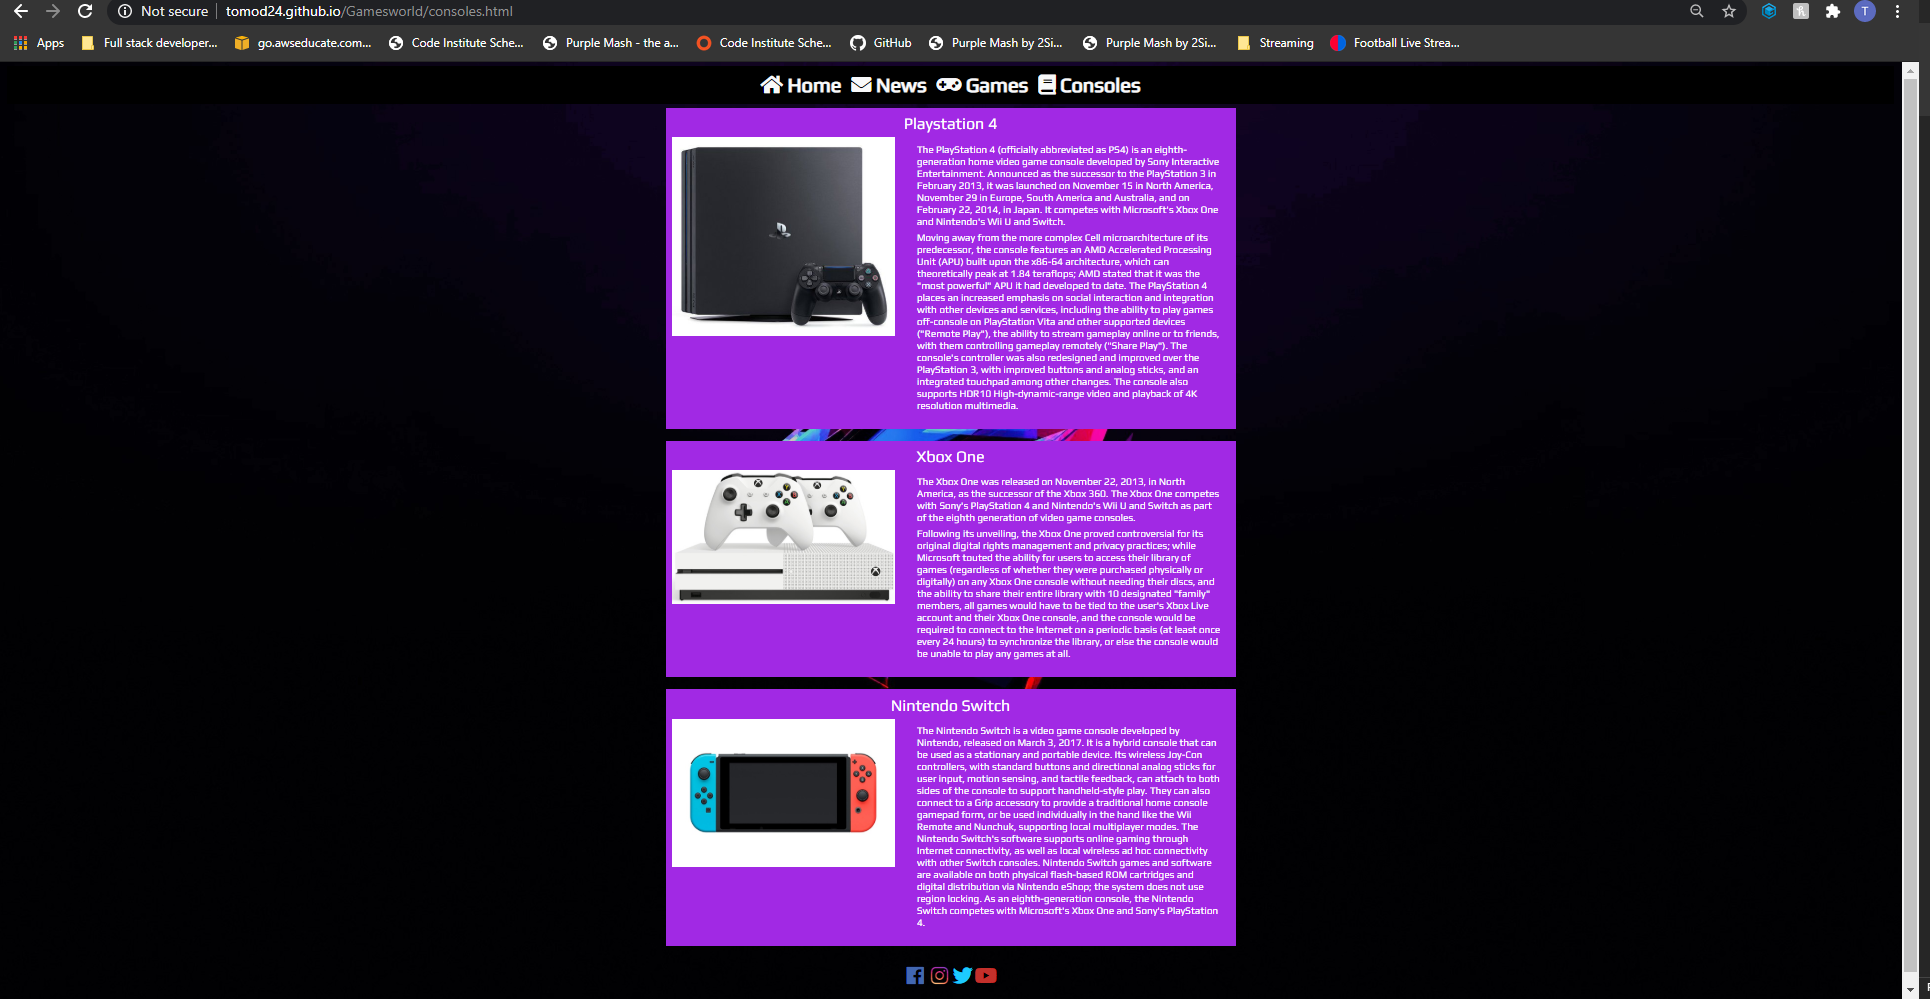 Not secure | tomod24.github.io/Gamesworld/consoles.html
T
Apps Full stack developer... go.awseducate.com... Code Institute Sche... Purple Mash - the a... Code Institute Sche... GitHub Purple Mash by 2Si... Purple Mash by 2Si... Streaming Football Live Strea...
Home News Games Consoles
Playstation 4
The PlayStation 4 (officially abbreviated as PS4) is an eighth-
generation home video game console developed by Sony Interactive
Entertainment. Announced as the successor to the PlayStation 3 in
February 2013, it was launched on November 15 in North America,
November 29 in Europe, South America and Australia, and on
February 22, 2014, in Japan. It competes with Microsoft's Xbox One
and Nintendo's Wii U and Switch.
Moving away from the more complex Cell microarchitecture of its
predecessor, the console features an AMD Accelerated Processing
Unit (APU) built upon the x86-64 architecture, which can
theoretically peak at 1.84 teraflops; AMD stated that it was the
"most powerful" APU it had developed to date. The PlayStation 4
places an increased emphasis on social interaction and integration
with other devices and services, including the ability to play games
off-console on PlayStation Vita and other supported devices
("Remote Play"), the ability to stream gameplay online or to friends,
with them controlling gameplay remotely ("Share Play"). The
console's controller was also redesigned and improved over the
PlayStation 3, with improved buttons and analog sticks, and an
integrated touchpad among other changes. The console also
supports HDR10 High-dynamic-range video and playback of 4K
resolution multimedia.
Xbox One
The Xbox One was released on November 22, 2013, in North
America, as the successor of the Xbox 360. The Xbox One competes
with Sony's PlayStation 4 and Nintendo's Wii U and Switch as part
of the eighth generation of video game consoles.
Following its unveiling, the Xbox One proved controversial for its
original digital rights management and privacy practices; while
Microsoft touted the ability for users to access their library of
games (regardless of whether they were purchased physically or
digitally) on any Xbox One console without needing their discs, and
the ability to share their entire library with 10 designated "family"
members, all games would have to be tied to the user's Xbox Live
account and their Xbox One console, and the console would be
required to connect to the Internet on a periodic basis (at least once
every 24 hours) to synchronize the library, or else the console would
be unable to play any games at all.
Nintendo Switch
The Nintendo Switch is a video game console developed by
Nintendo, released on March 3, 2017. It is a hybrid console that can
be used as a stationary and portable device. Its wireless Joy-Con
controllers, with standard buttons and directional analog sticks for
user input, motion sensing, and tactile feedback, can attach to both
sides of the console to support handheld-style play. They can also
connect to a Grip accessory to provide a traditional home console
gamepad form, or be used individually in the hand like the Wii
Remote and Nunchuk, supporting local multiplayer modes. The
Nintendo Switch's software supports online gaming through
Internet connectivity, as well as local wireless ad hoc connectivity
with other Switch consoles. Nintendo Switch games and software
are available on both physical flash-based ROM cartridges and
digital distribution via Nintendo eShop; the system does not use
region locking. As an eighth-generation console, the Nintendo
Switch competes with Microsoft's Xbox One and Sony's PlayStation
4.